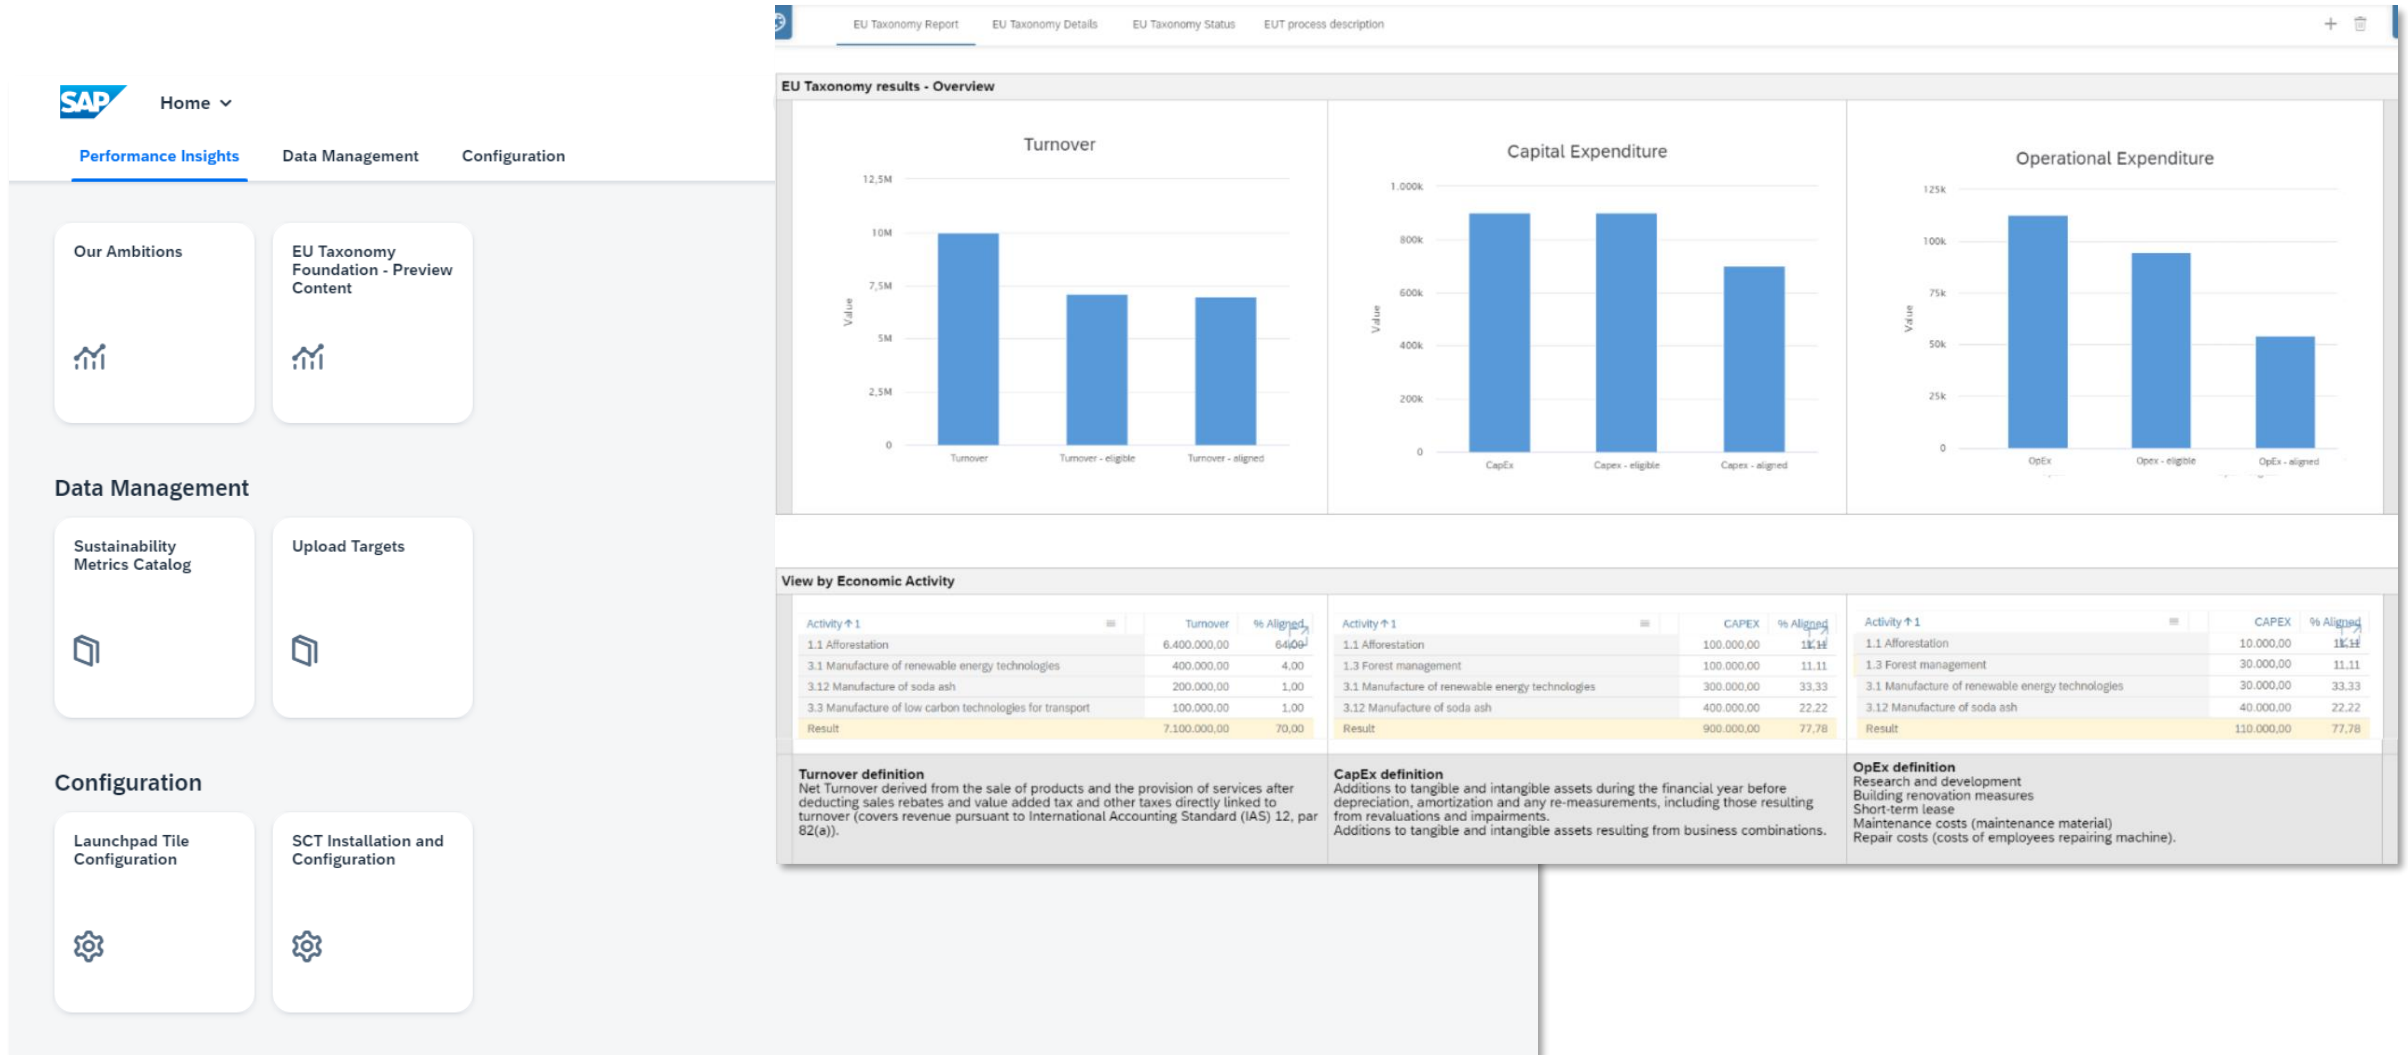 SAP
Home
Performance Insights
Data Management
Configuration
Our Ambitions
EU Taxonomy
Foundation - Preview
Content
Data Management
Sustainability
Metrics Catalog
Upload Targets
Configuration
Launchpad Tile
Configuration
SCT Installation and
Configuration
EU Taxonomy Report
EU Taxonomy Details
EU Taxonomy Status
EUT process description
EU Taxonomy results - Overview
Turnover
12,5M
10M
7,5M
5M
2,5M
0
Value
Turnover
Turnover - eligible
Turnover - aligned
Capital Expenditure
1.000k
800k
600k
400k
200k
0
Value
CapEx
Capex - eligible
Capex - aligned
Operational Expenditure
125k
100k
75k
50k
25k
0
Value
OpEx
Opex - eligible
OpEx - aligned
View by Economic Activity
Activity ↑1 Turnover % Aligned
1.1 Afforestation 6.400.000,00 64,00
3.1 Manufacture of renewable energy technologies 400.000,00 4,00
3.12 Manufacture of soda ash 200.000,00 1,00
3.3 Manufacture of low carbon technologies for transport 100.000,00 1,00
Result 7.100.000,00 70,00
Activity ↑1 CAPEX % Aligned
1.1 Afforestation 100.000,00 11,11
1.3 Forest management 100.000,00 11,11
3.1 Manufacture of renewable energy technologies 300.000,00 33,33
3.12 Manufacture of soda ash 400.000,00 22,22
Result 900.000,00 77,78
Activity ↑1 CAPEX % Aligned
1.1 Afforestation 10.000,00 11,11
1.3 Forest management 30.000,00 11,11
3.1 Manufacture of renewable energy technologies 30.000,00 33,33
3.12 Manufacture of soda ash 40.000,00 22,22
Result 110.000,00 77,78
Turnover definition
Net Turnover derived from the sale of products and the provision of services after
deducting sales rebates and value added tax and other taxes directly linked to
turnover (covers revenue pursuant to International Accounting Standard (IAS) 12, par
82(a)).
CapEx definition
Additions to tangible and intangible assets during the financial year before
depreciation, amortization and any re-measurements, including those resulting
from revaluations and impairments.
Additions to tangible and intangible assets resulting from business combinations.
OpEx definition
Research and development
Building renovation measures
Short-term lease
Maintenance costs (maintenance material)
Repair costs (costs of employees repairing machine).